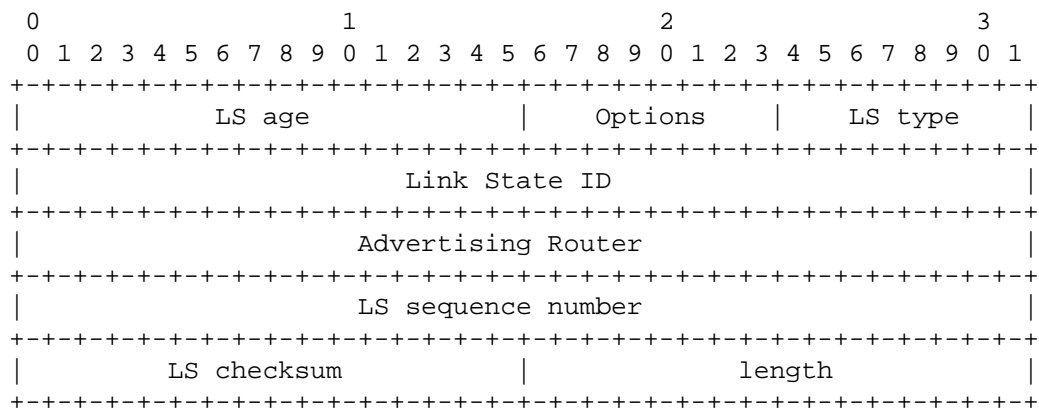 0                   1                   2                   3
 0 1 2 3 4 5 6 7 8 9 0 1 2 3 4 5 6 7 8 9 0 1 2 3 4 5 6 7 8 9 0 1
+-+-+-+-+-+-+-+-+-+-+-+-+-+-+-+-+-+-+-+-+-+-+-+-+-+-+-+-+-+-+-+-+
|            LS age             |    Options    |    LS type    |
+-+-+-+-+-+-+-+-+-+-+-+-+-+-+-+-+-+-+-+-+-+-+-+-+-+-+-+-+-+-+-+-+
|                        Link State ID                          |
+-+-+-+-+-+-+-+-+-+-+-+-+-+-+-+-+-+-+-+-+-+-+-+-+-+-+-+-+-+-+-+-+
|                     Advertising Router                        |
+-+-+-+-+-+-+-+-+-+-+-+-+-+-+-+-+-+-+-+-+-+-+-+-+-+-+-+-+-+-+-+-+
|                     LS sequence number                        |
+-+-+-+-+-+-+-+-+-+-+-+-+-+-+-+-+-+-+-+-+-+-+-+-+-+-+-+-+-+-+-+-+
|         LS checksum           |             length            |
+-+-+-+-+-+-+-+-+-+-+-+-+-+-+-+-+-+-+-+-+-+-+-+-+-+-+-+-+-+-+-+-+